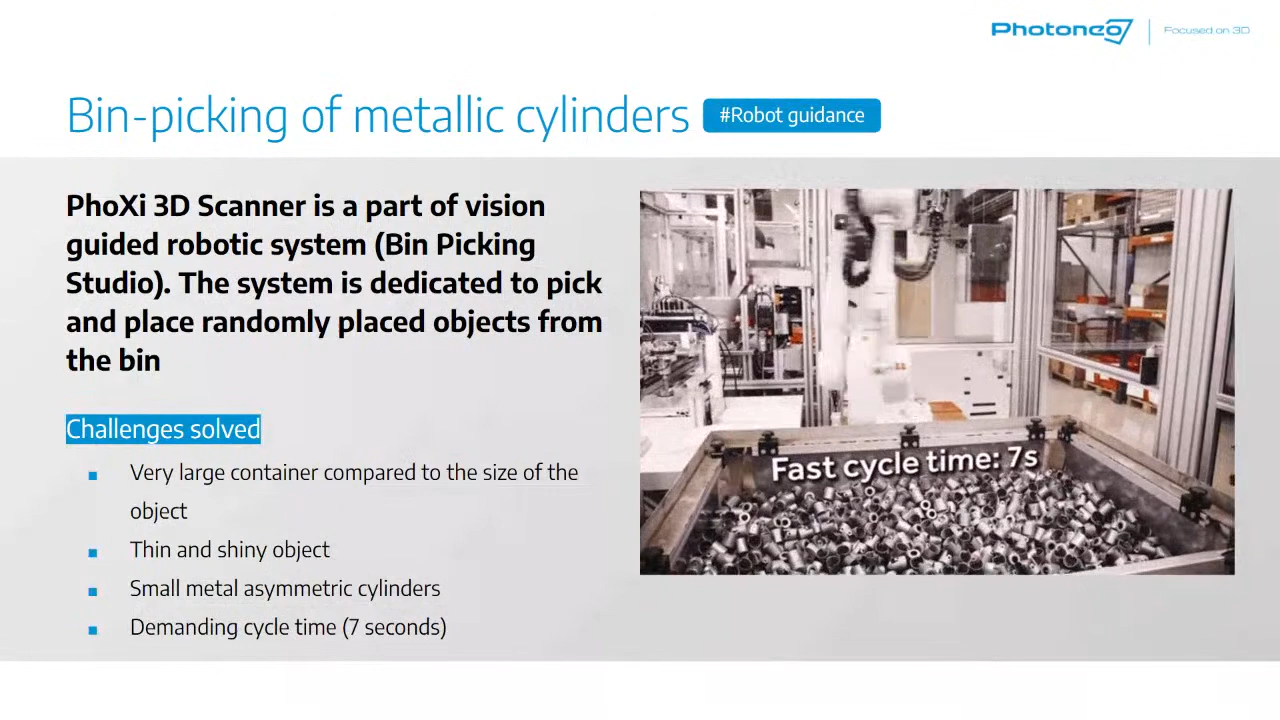 Photoneo
Focused on 3D
Bin-picking of metallic cylinders
#Robot guidance
PhoXi 3D Scanner is a part of vision
guided robotic system (Bin Picking
Studio). The system is dedicated to pick
and place randomly placed objects from
the bin
Challenges solved
Very large container compared to the size of the
object
Thin and shiny object
Small metal asymmetric cylinders
Demanding cycle time (7 seconds)
Fast cycle time: 7s